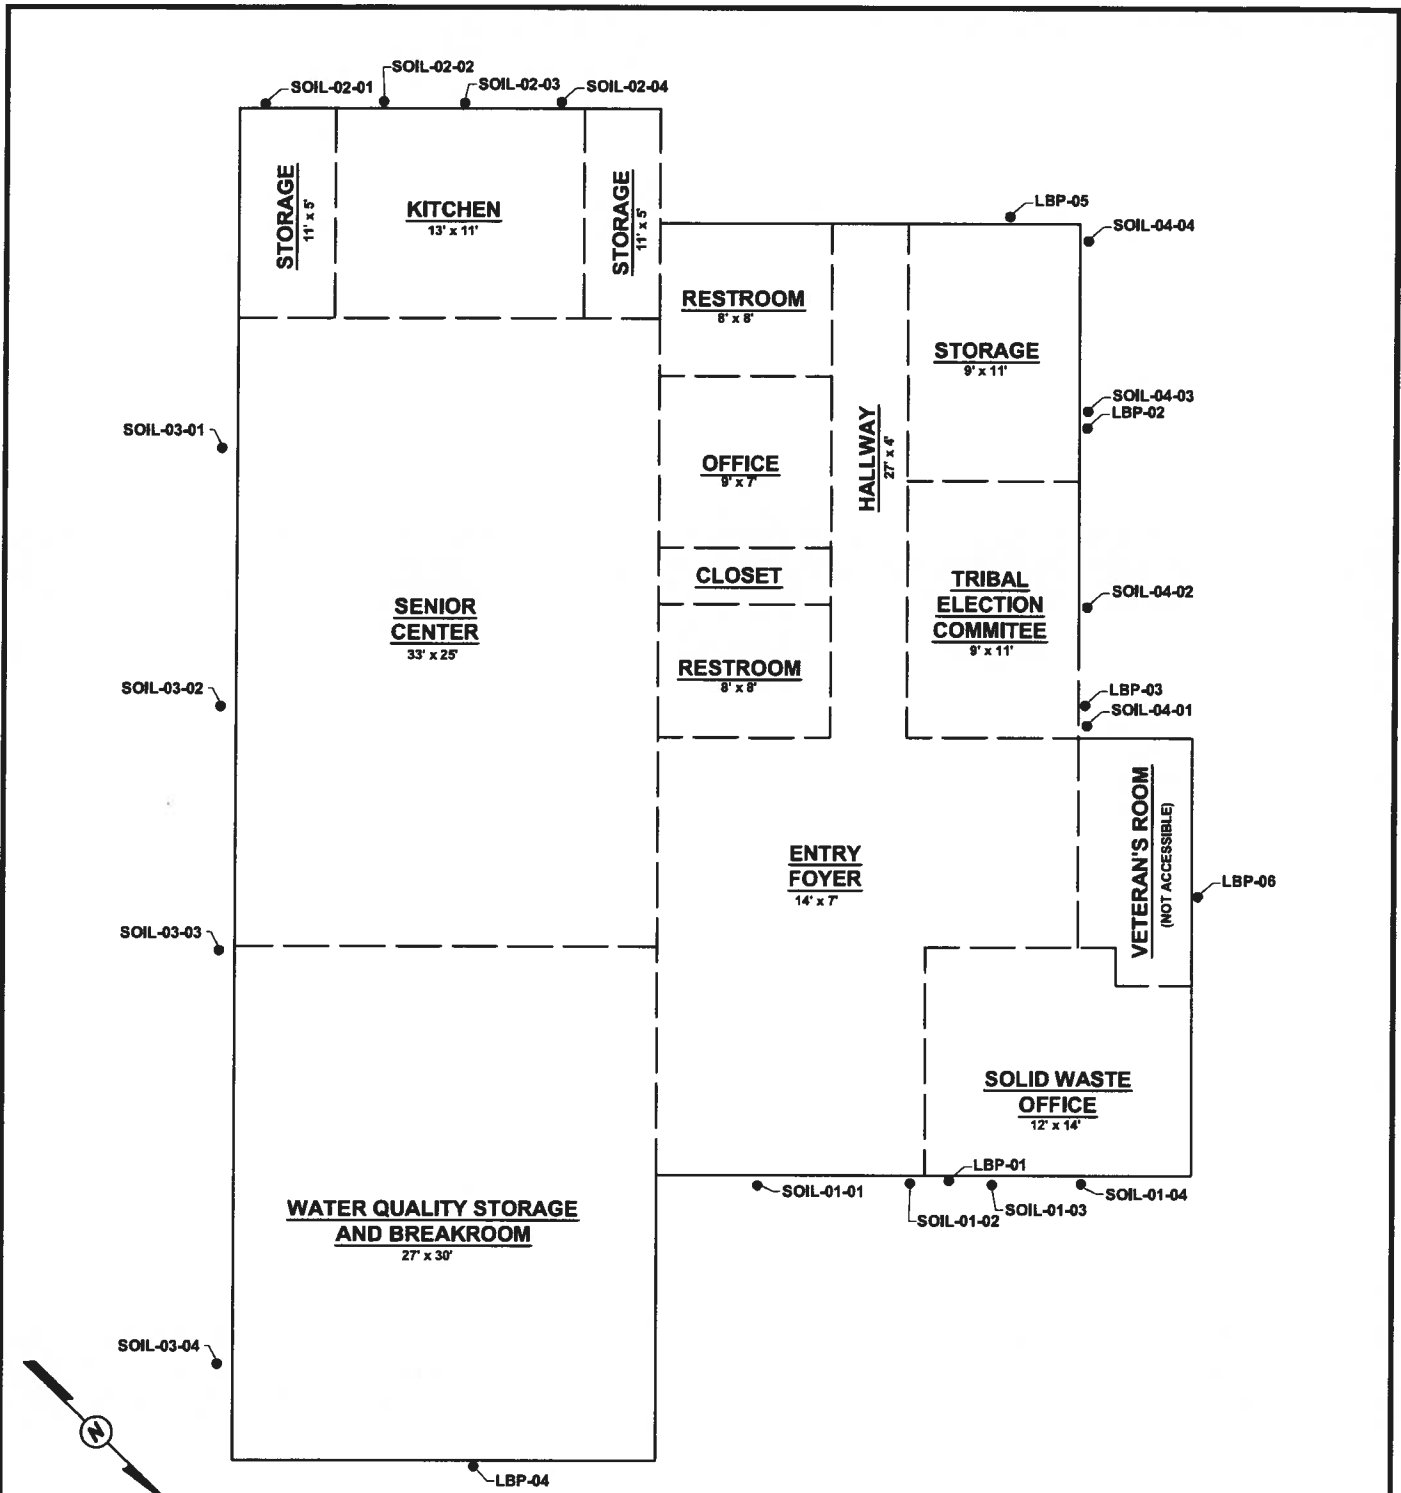 SOIL-02-02
SOIL-02-01
SOIL-02-03
SOIL-02-04
STORAGE
11' x 5'
KITCHEN
13' x 11'
STORAGE
11' x 5'
LBP-05
SOIL-04-04
RESTROOM
8' x 8'
STORAGE
9' x 11'
SOIL-04-03
LBP-02
SOIL-03-01
OFFICE
9' x 7'
HALLWAY
27' x 4'
CLOSET
TRIBAL
ELECTION
COMMITEE
9' x 11'
SOIL-04-02
SENIOR
CENTER
33' x 25'
RESTROOM
8' x 8'
SOIL-03-02
LBP-03
SOIL-04-01
VETERAN'S ROOM
(NOT ACCESSIBLE)
ENTRY
FOYER
14' x 7'
LBP-06
SOIL-03-03
SOLID WASTE
OFFICE
12' x 14'
LBP-01
SOIL-01-01
SOIL-01-02
SOIL-01-03
SOIL-01-04
WATER QUALITY STORAGE
AND BREAKROOM
27' x 30'
SOIL-03-04
N
LBP-04